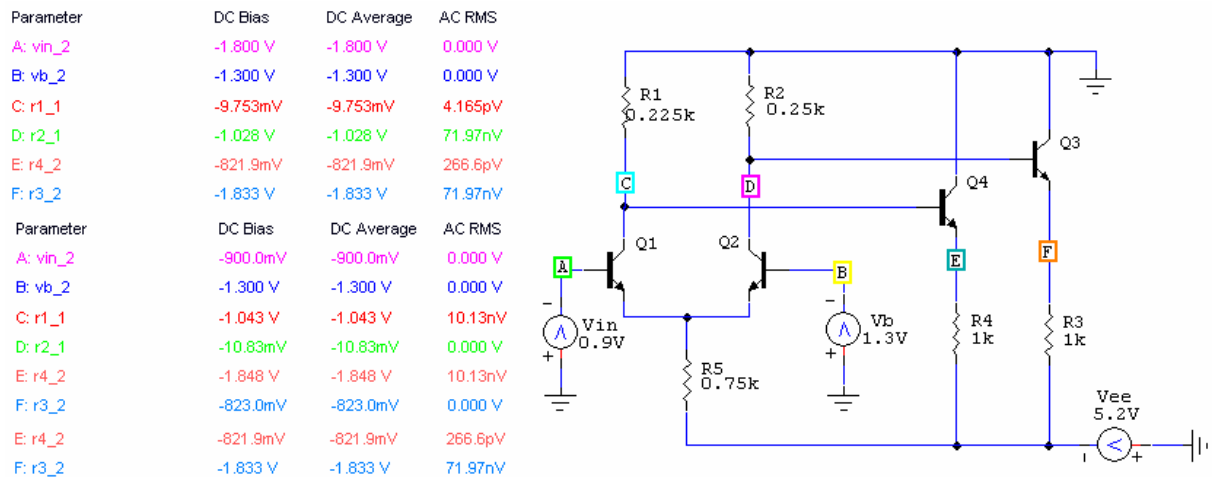 Parameter DC Bias DC Average AC RMS
A: vin_2 -1.800 V -1.800 V 0.000 V
B: vb_2 -1.300 V -1.300 V 0.000 V
C: r1_1 -9.753mV -9.753mV 4.165pV
D: r2_1 -1.028 V -1.028 V 71.97nV
E: r4_2 -821.9mV -821.9mV 266.6pV
F: r3_2 -1.833 V -1.833 V 71.97nV
Parameter DC Bias DC Average AC RMS
A: vin_2 -900.0mV -900.0mV 0.000 V
B: vb_2 -1.300 V -1.300 V 0.000 V
C: r1_1 -1.043 V -1.043 V 10.13nV
D: r2_1 -10.83mV -10.83mV 0.000 V
E: r4_2 -1.848 V -1.848 V 10.13nV
F: r3_2 -823.0mV -823.0mV 0.000 V
E: r4_2 -821.9mV -821.9mV 266.6pV
F: r3_2 -1.833 V -1.833 V 71.97nV
R1
0.225k
R2
0.25k
Q3
C
D
Q4
Q1
Q2
A
B
E
F
Vin
0.9V
Vb
1.3V
R4
1k
R3
1k
R5
0.75k
Vee
5.2V